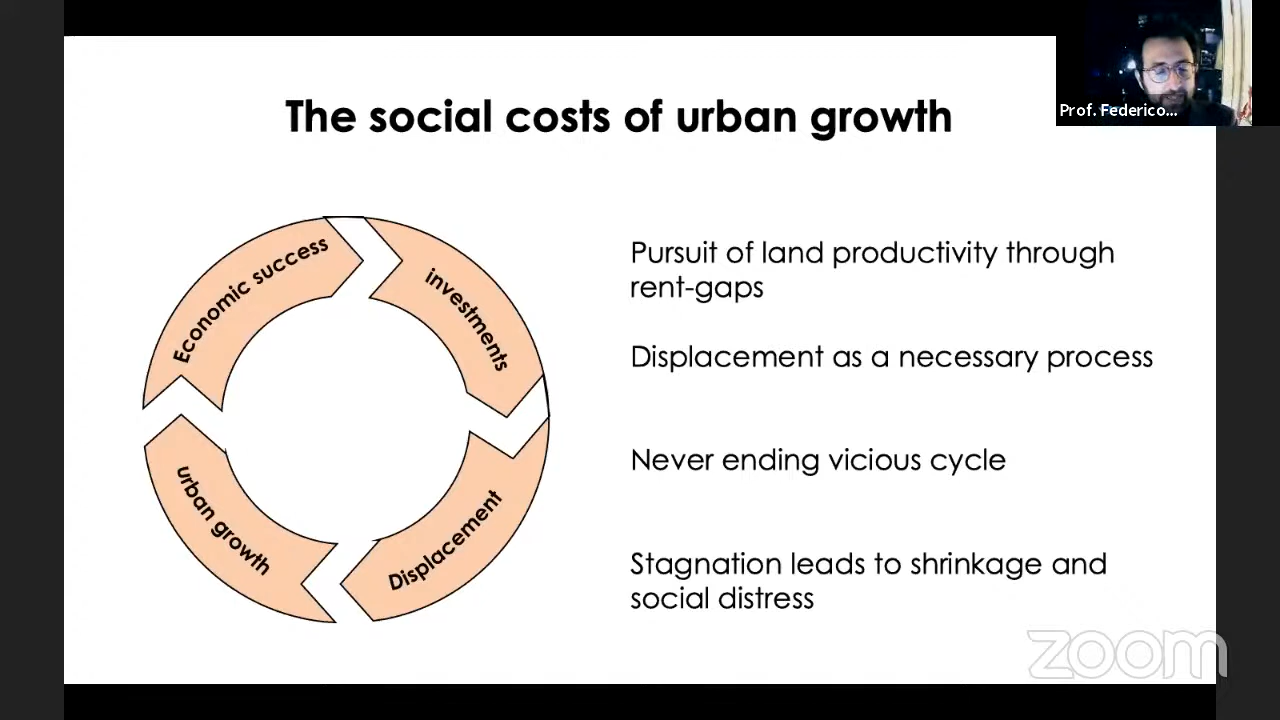 Prof. Federico...
The social costs of urban growth
Economic success
investments
Displacement
urban growth
Pursuit of land productivity through
rent-gaps
Displacement as a necessary process
Never ending vicious cycle
Stagnation leads to shrinkage and
social distress
zoom